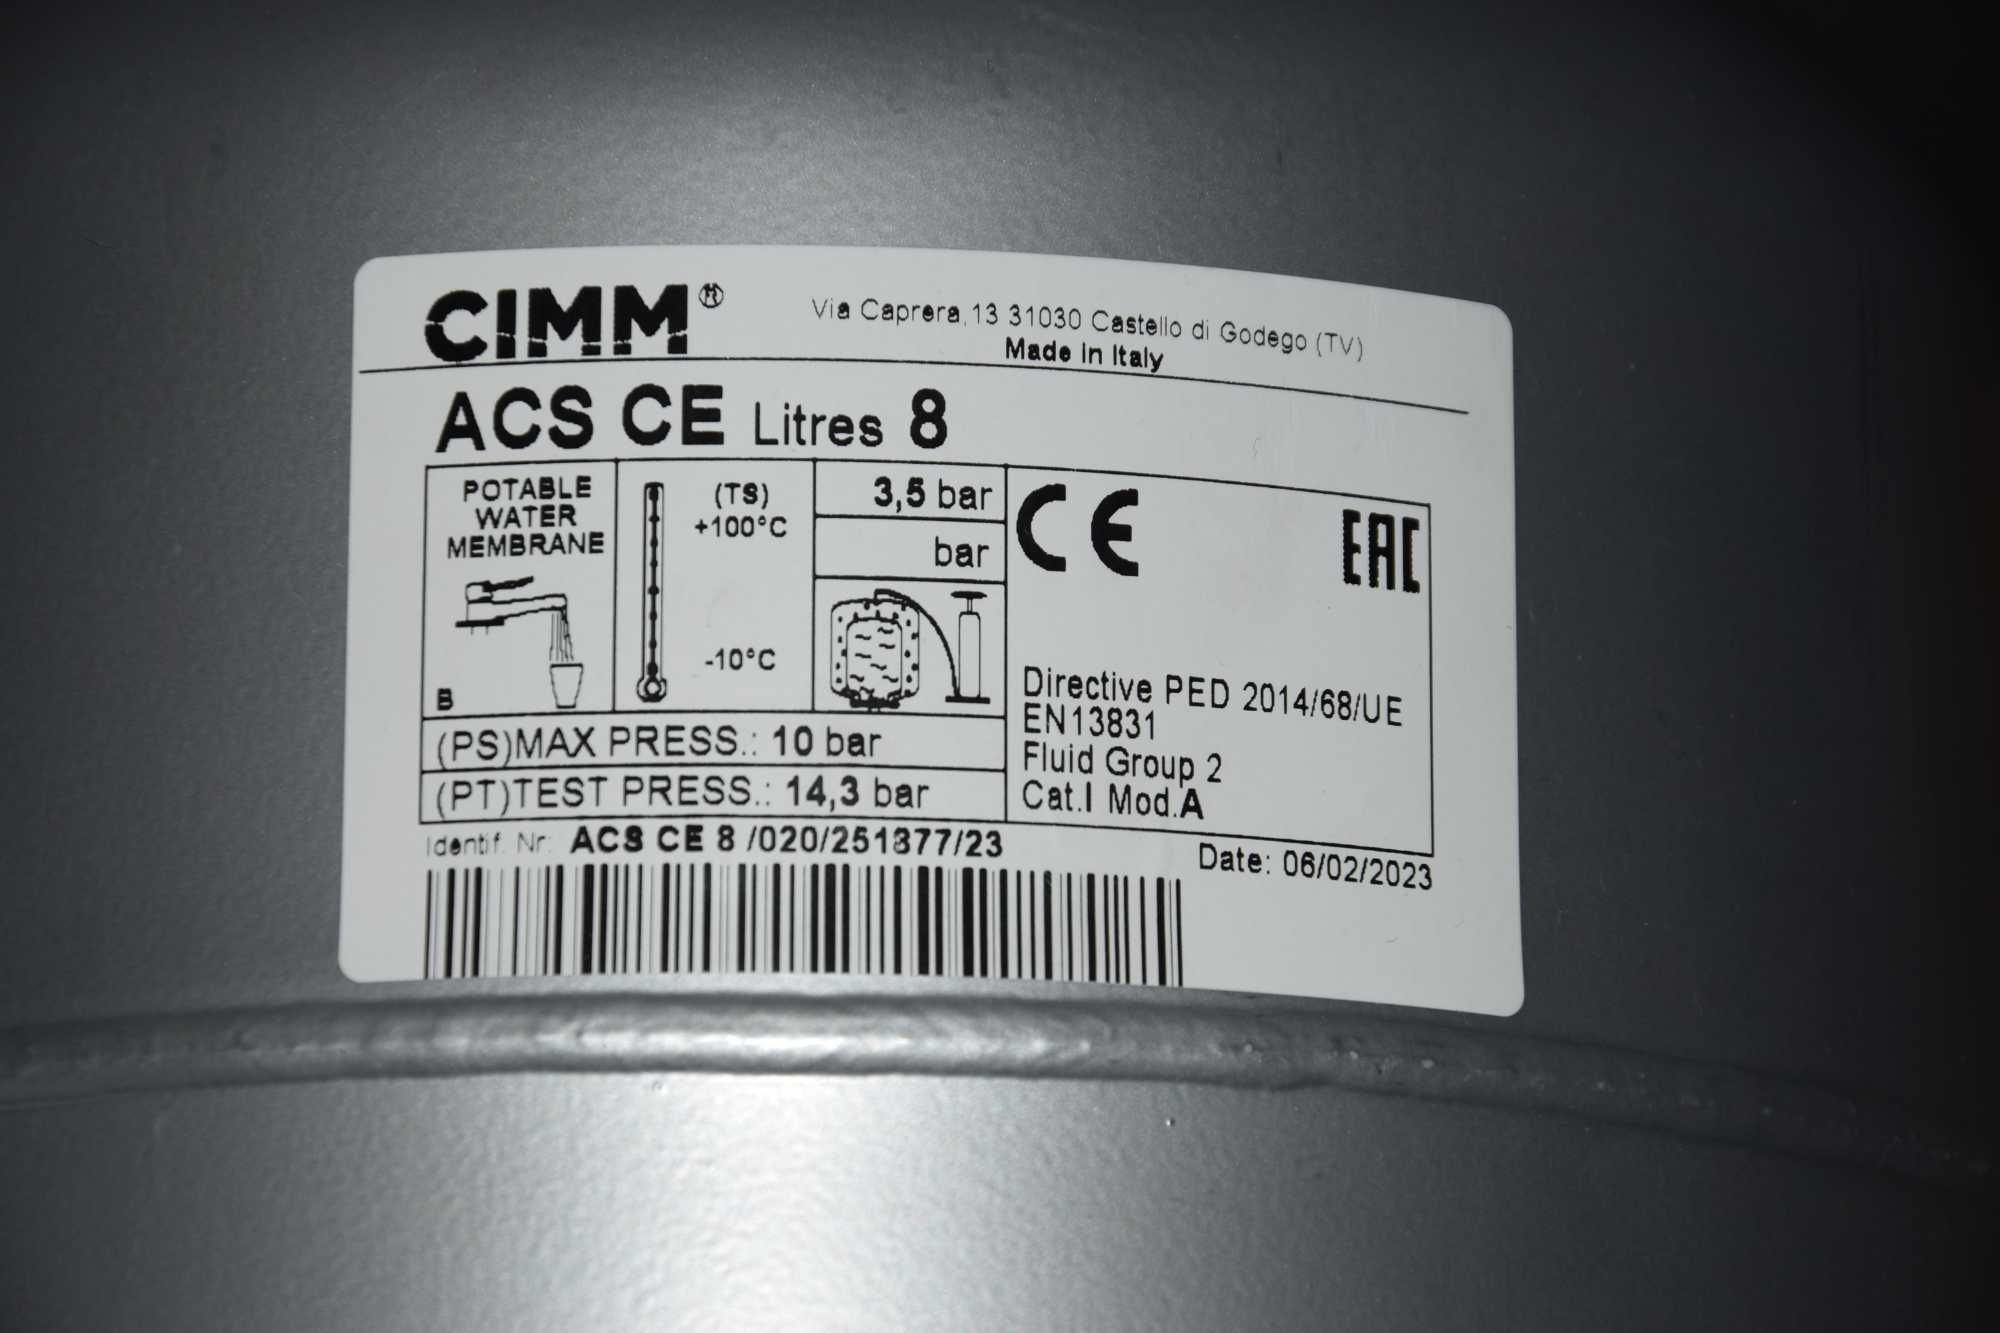 CIMM®
Via Caprera,13 31030 Castello di Godego (TV)
Made in Italy
ACS CE Litres 8
POTABLE
WATER
MEMBRANE
B
(TS)
+100°C
-10°C
3,5 bar
bar
CE
EAC
Directive PED 2014/68/UE
EN13831
Fluid Group 2
Cat.I Mod.A
(PS)MAX PRESS.: 10 bar
(PT)TEST PRESS.: 14,3 bar
Identif. Nr: ACS CE 8 /020/251377/23
Date: 06/02/2023